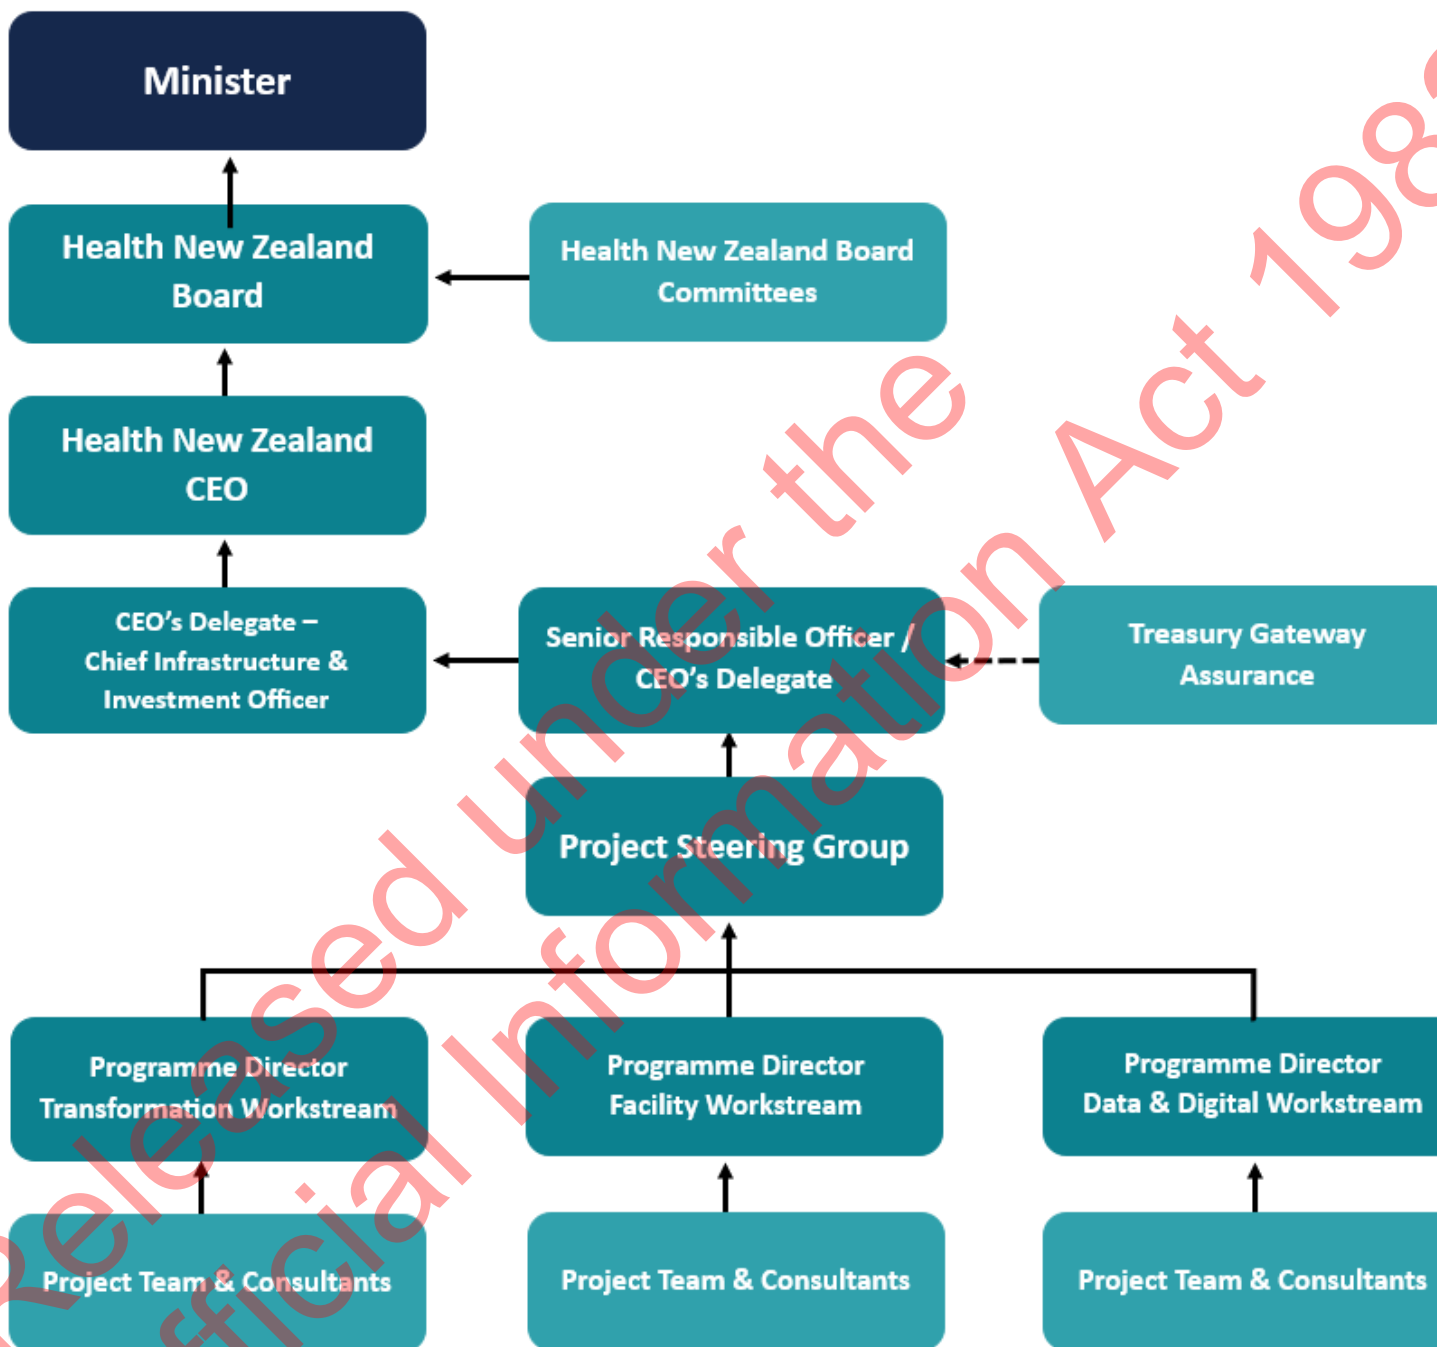 Minister
Health New Zealand
Board
Health New Zealand Board
Committees
Health New Zealand
CEO
CEO’s Delegate –
Chief Infrastructure &
Investment Officer
Senior Responsible Officer /
CEO’s Delegate
Treasury Gateway
Assurance
Project Steering Group
Programme Director
Transformation Workstream
Programme Director
Facility Workstream
Programme Director
Data & Digital Workstream
Project Team & Consultants
Project Team & Consultants
Project Team & Consultants
Released under the
Information Act